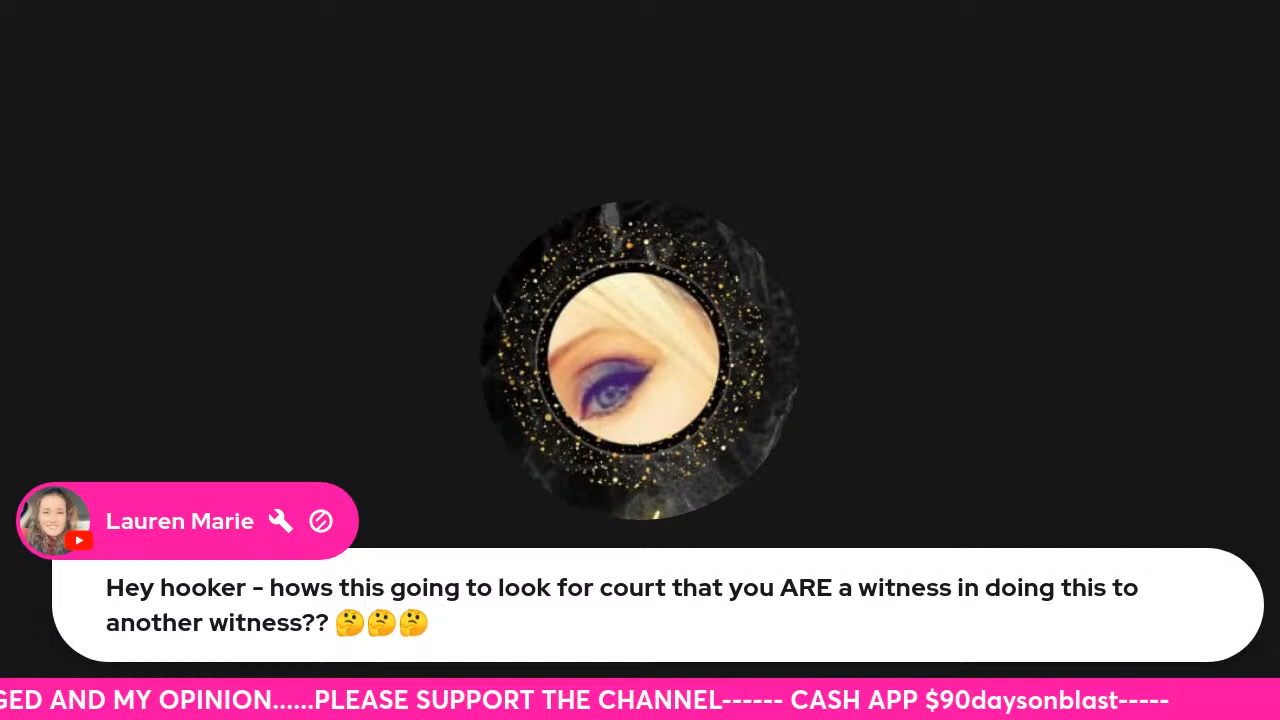 Lauren Marie
Hey hooker - hows this going to look for court that you ARE a witness in doing this to
another witness?? 🤔🤔🤔
GED AND MY OPINION......PLEASE SUPPORT THE CHANNEL------ CASH APP $90daysonblast-----